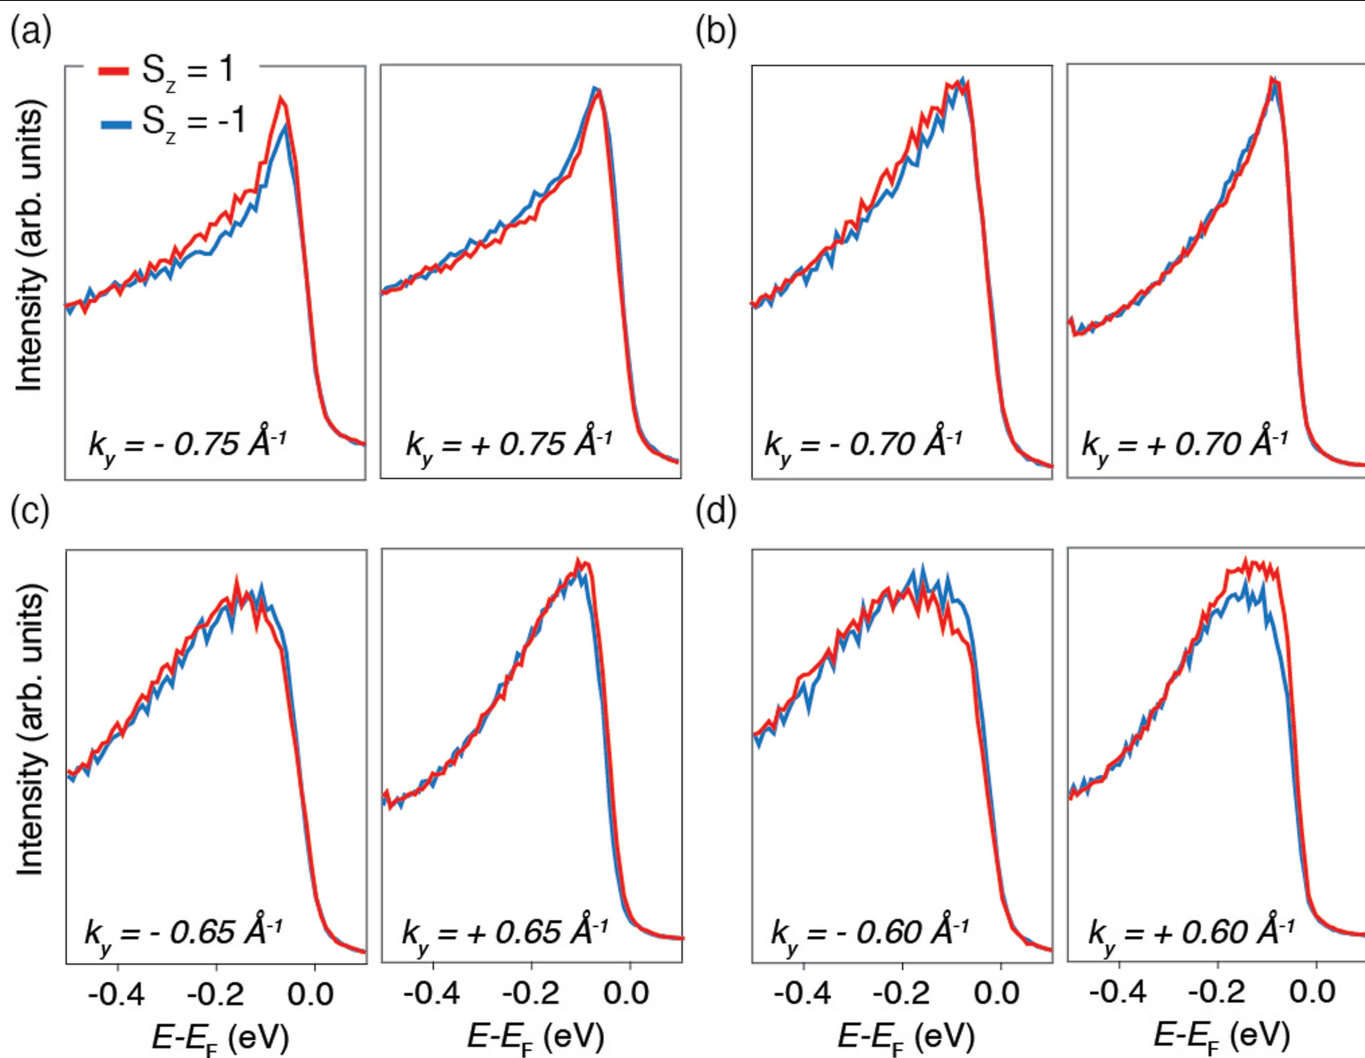 (a)
(b)
S_z = 1
S_z = -1
Intensity (arb. units)
k_y = - 0.75 Å⁻¹
k_y = + 0.75 Å⁻¹
k_y = - 0.70 Å⁻¹
k_y = + 0.70 Å⁻¹
(c)
(d)
Intensity (arb. units)
k_y = - 0.65 Å⁻¹
k_y = + 0.65 Å⁻¹
k_y = - 0.60 Å⁻¹
k_y = + 0.60 Å⁻¹
-0.4 -0.2 0.0 -0.4 -0.2 0.0 -0.4 -0.2 0.0 -0.4 -0.2 0.0
E-E_F (eV) E-E_F (eV) E-E_F (eV) E-E_F (eV)